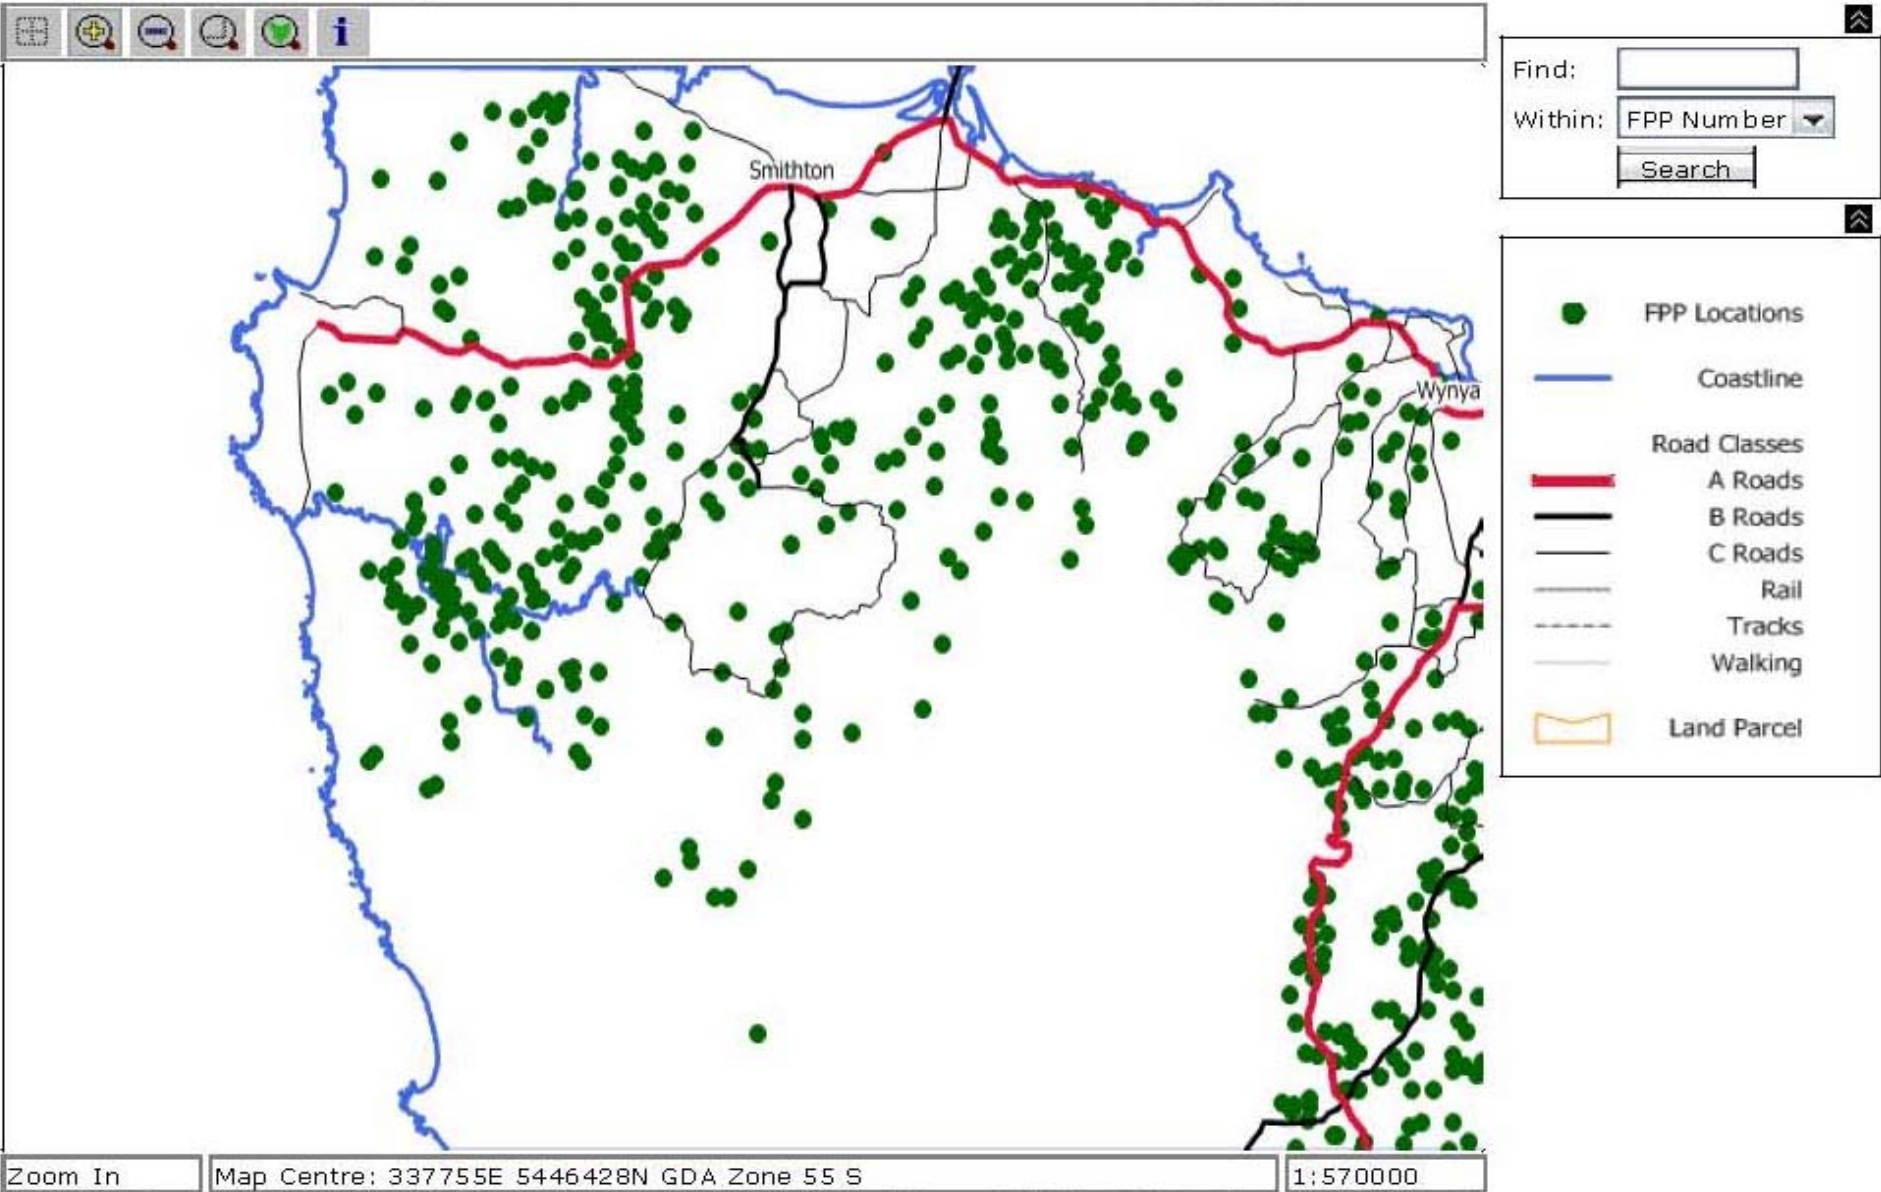 Smithton
Wynya
Find:
Within: FPP Number
Search
FPP Locations
Coastline
Road Classes
A Roads
B Roads
C Roads
Rail
Tracks
Walking
Land Parcel
Zoom In
Map Centre: 337755E 5446428N GDA Zone 55 S
1:570000